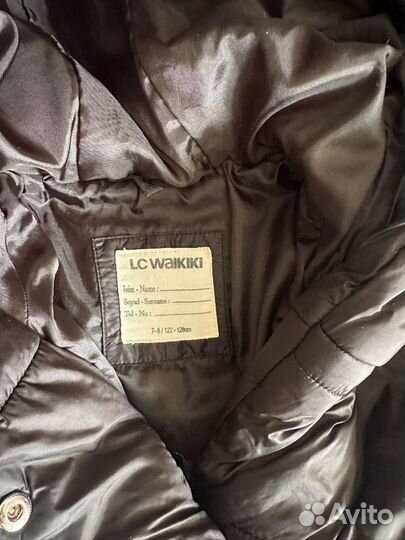 LC WAIKIKI
İsim - Name :
Soyad - Surname :
Tel - No :
7-8 / 122-128cm
Avito